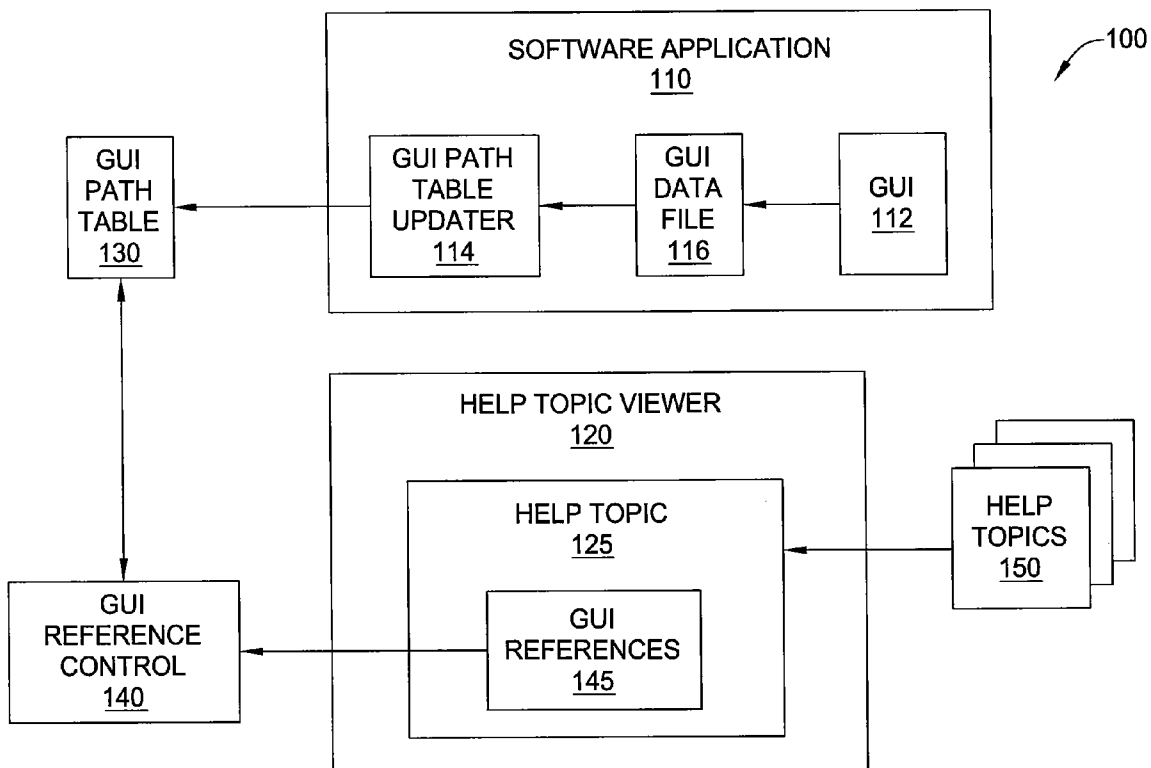 SOFTWARE APPLICATION
110
100
GUI
PATH
TABLE
130
GUI PATH
TABLE
UPDATER
114
GUI
DATA
FILE
116
GUI
112
HELP TOPIC VIEWER
120
HELP TOPIC
125
GUI
REFERENCES
145
HELP
TOPICS
150
GUI
REFERENCE
CONTROL
140